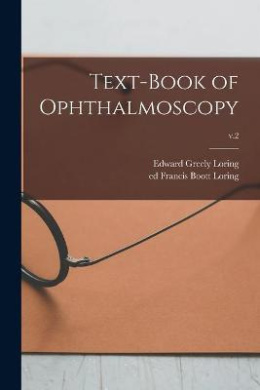 Text-Book of
Ophthalmoscopy
; v.2
Edward Greely Loring
ed Francis Boott Loring